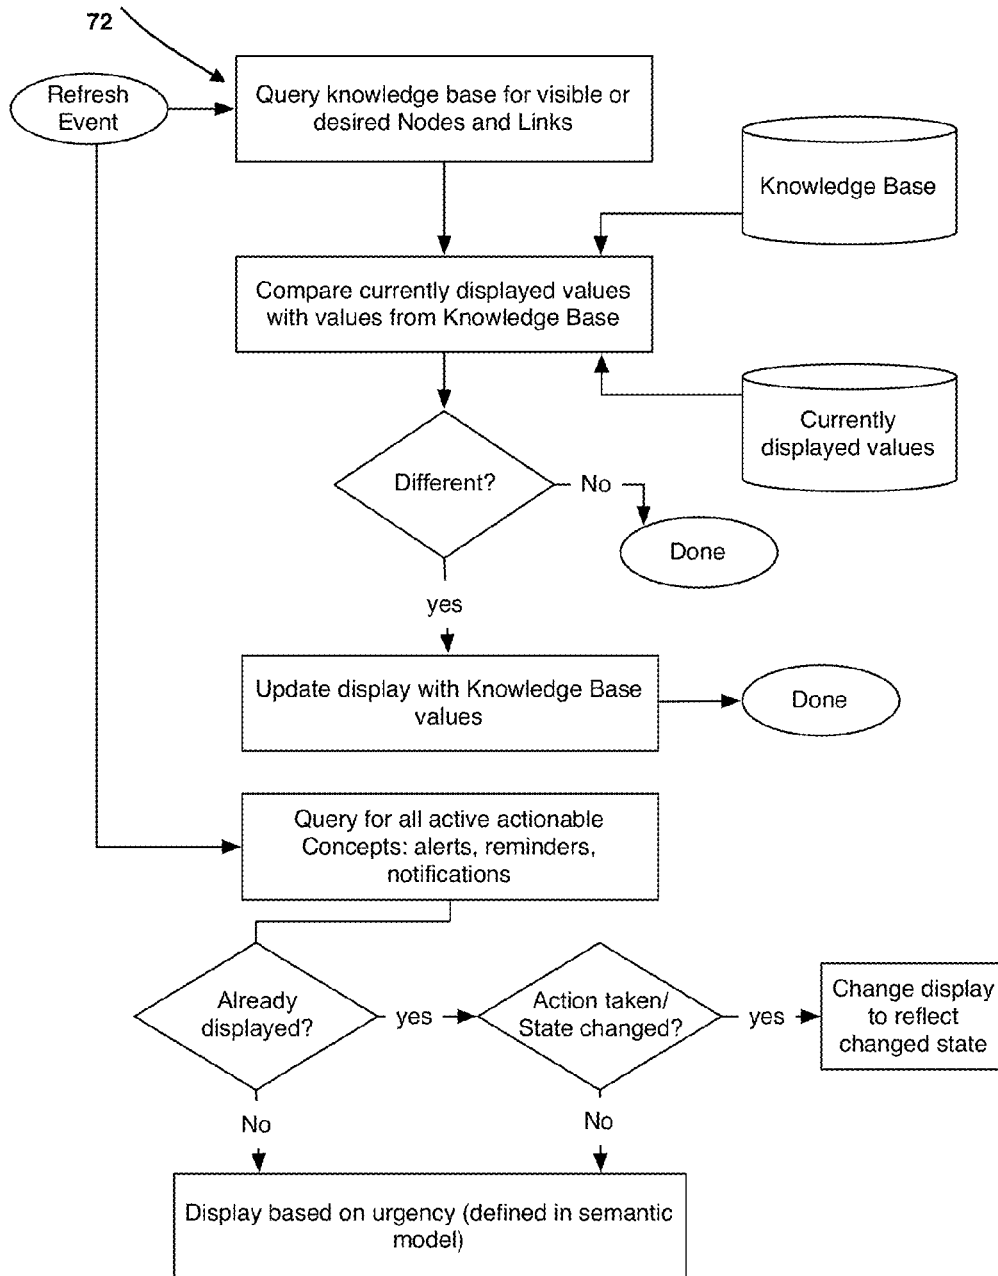 72
Refresh
Event
Query knowledge base for visible or
desired Nodes and Links
Knowledge Base
Compare currently displayed values
with values from Knowledge Base
Currently
displayed values
Different?
No
Done
yes
Update display with Knowledge Base
values
Done
Query for all active actionable
Concepts: alerts, reminders,
notifications
Already
displayed?
yes
Action taken/
State changed?
yes
Change display
to reflect
changed state
No
No
Display based on urgency (defined in semantic
model)